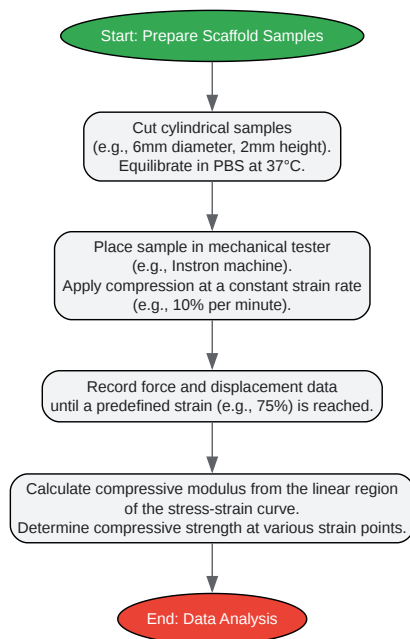 Start: Prepare Scaffold Samples
Cut cylindrical samples
(e.g., 6mm diameter, 2mm height).
Equilibrate in PBS at 37°C.
Place sample in mechanical tester
(e.g., Instron machine).
Apply compression at a constant strain rate
(e.g., 10% per minute).
Record force and displacement data
until a predefined strain (e.g., 75%) is reached.
Calculate compressive modulus from the linear region
of the stress-strain curve.
Determine compressive strength at various strain points.
End: Data Analysis